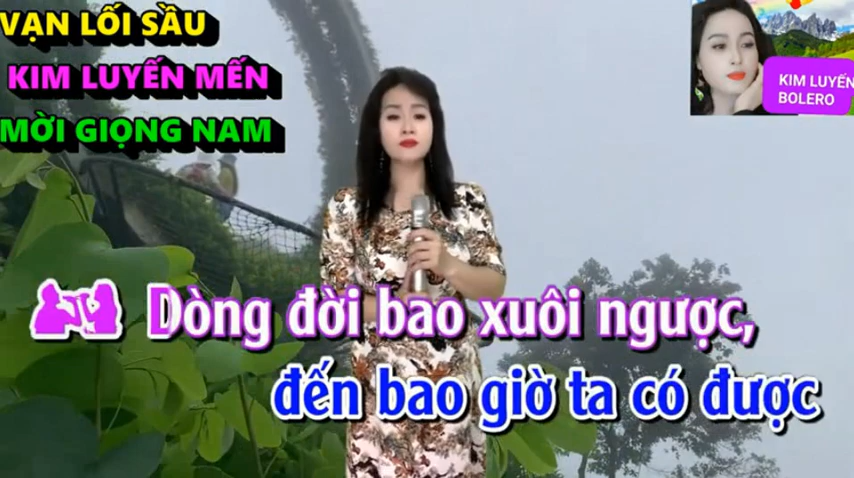 VẠN LỐI SẦU
KIM LUYẾN MẾN
MỜI GIỌNG NAM
KIM LUYẾN
BOLERO
Dòng đời bao xuôi ngược,
đến bao giờ ta có được